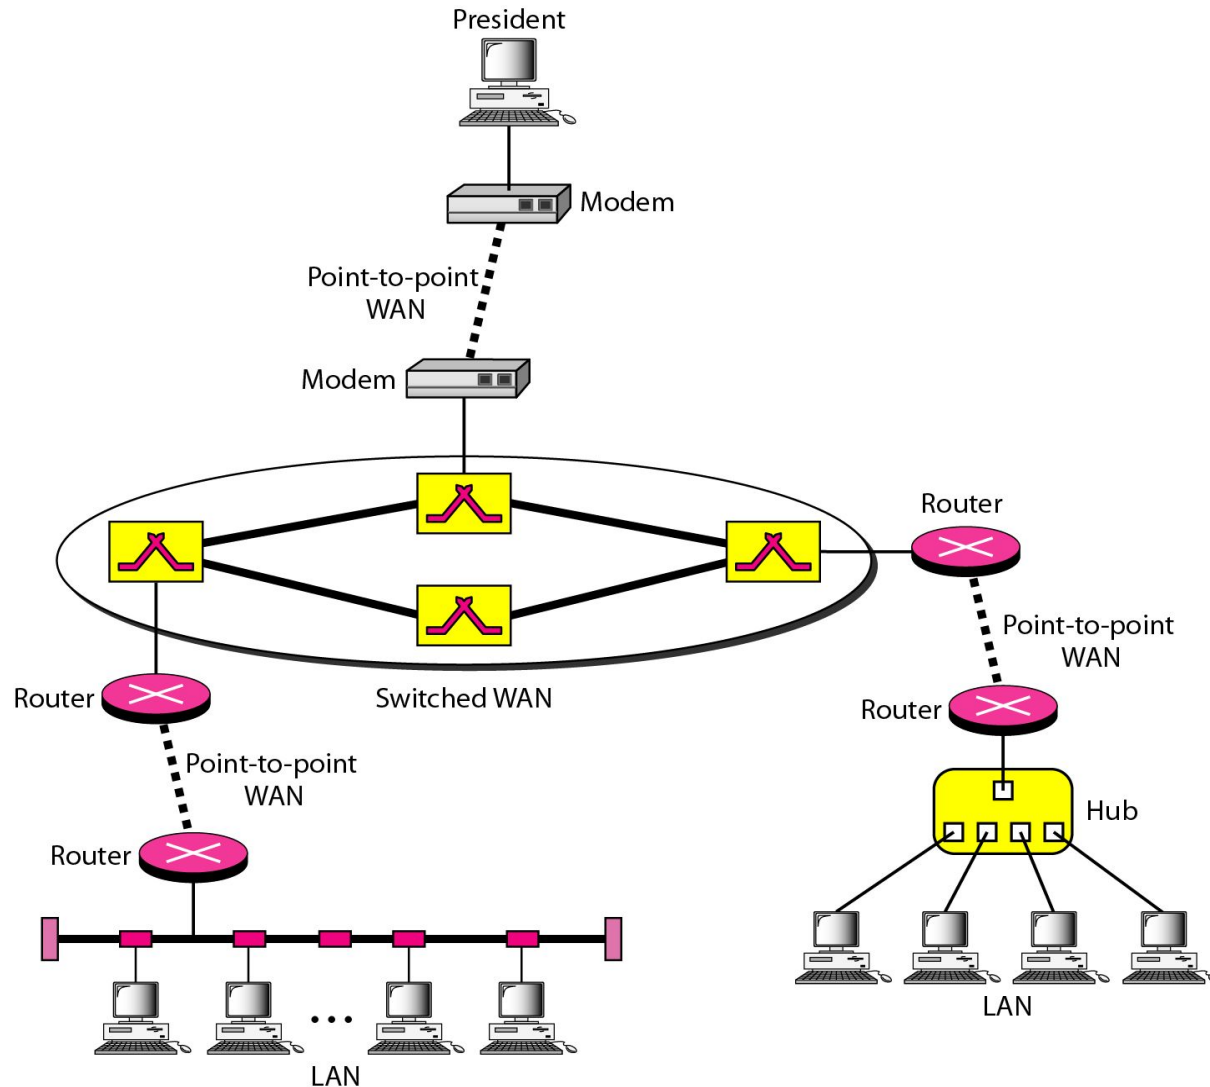 President
Modem
Point-to-point
WAN
Modem
Router
Point-to-point
WAN
Switched WAN
Router
Router
Point-to-point
WAN
Hub
Router
LAN
LAN